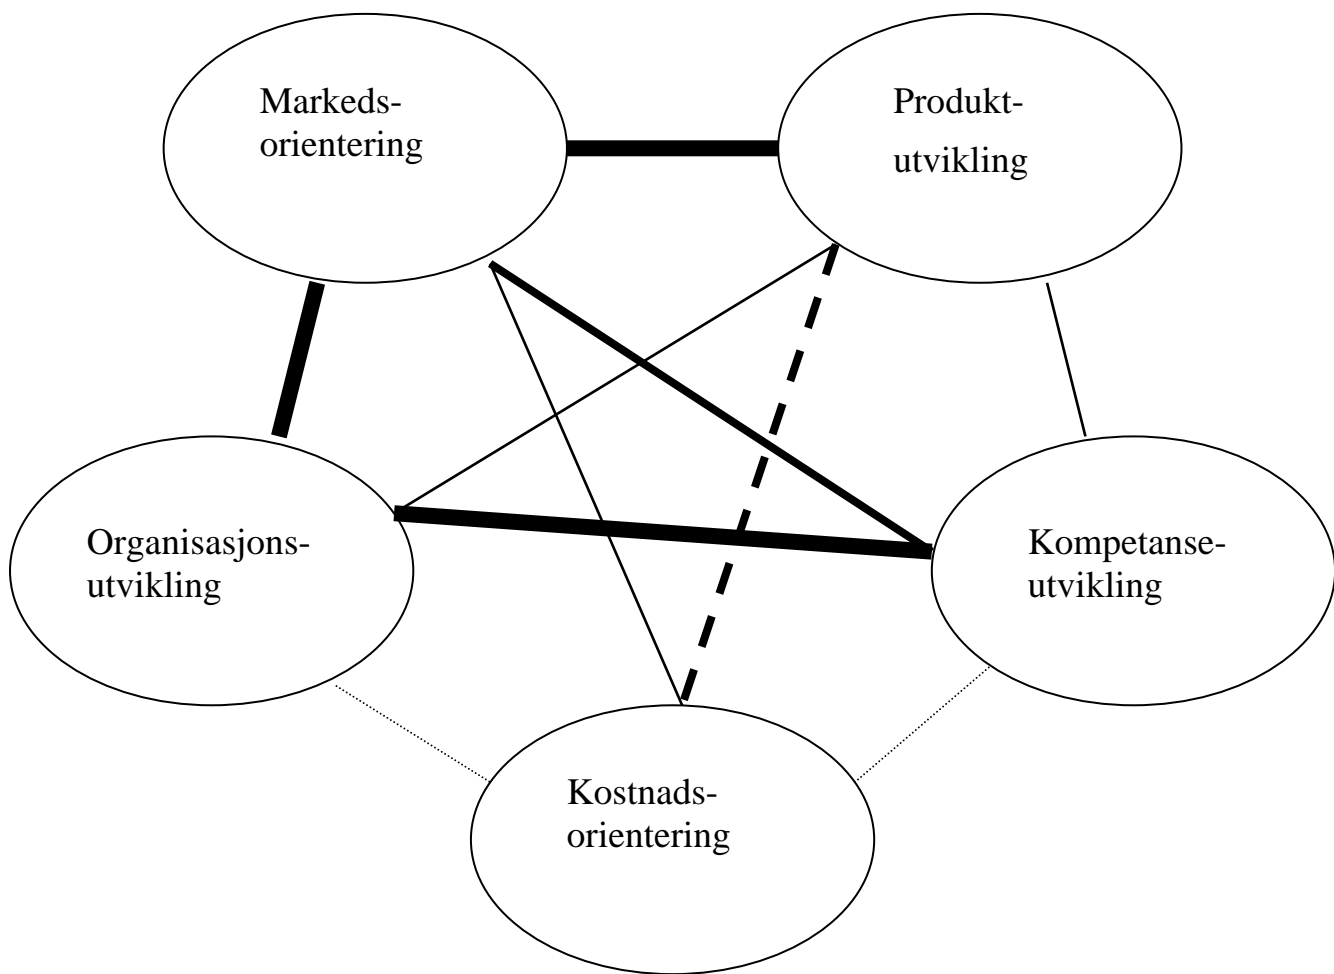 Markeds-
orientering
Produkt-
utvikling
Organisasjons-
utvikling
Kompetanse-
utvikling
Kostnads-
orientering